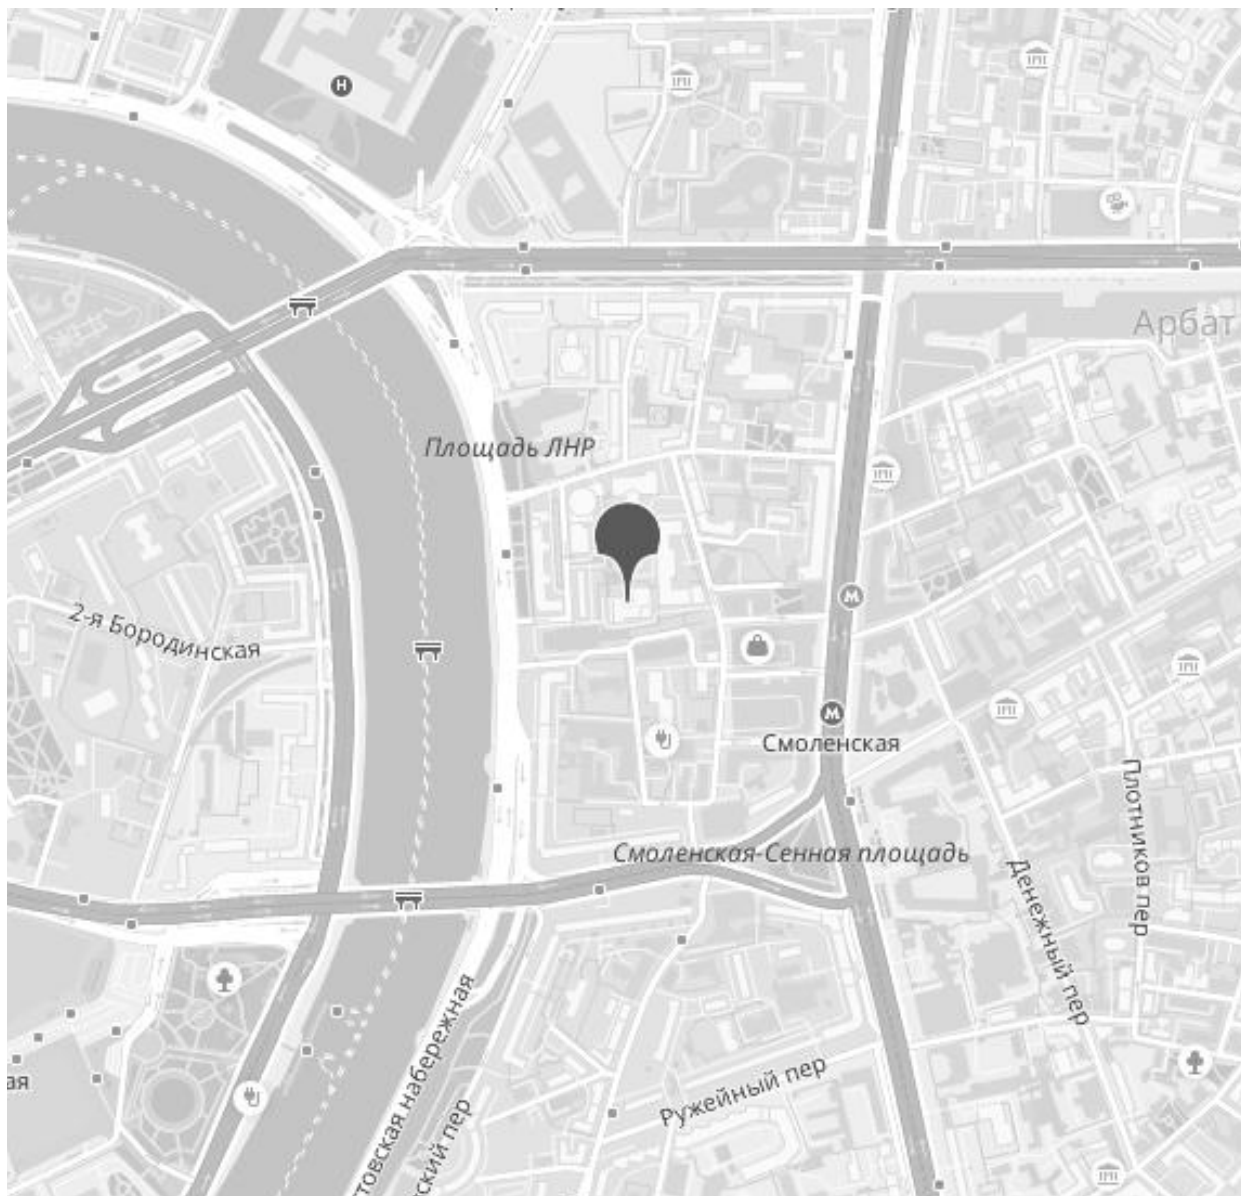 Н
Арбат
Площадь ЛНР
2-я Бородинская
М
М
Смоленская
Плотников пер
Смоленская-Сенная площадь
Денежный пер
товская набережная
ский пер
Ружейный пер
ая